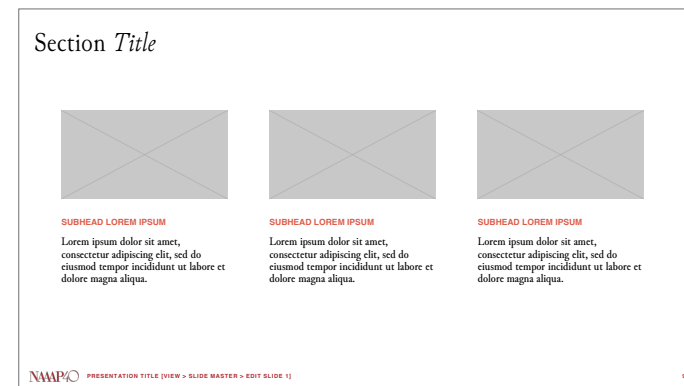 Section Title
SUBHEAD LOREM IPSUM
Lorem ipsum dolor sit amet,
consectetur adipiscing elit, sed do
eiusmod tempor incididunt ut labore et
dolore magna aliqua.
SUBHEAD LOREM IPSUM
Lorem ipsum dolor sit amet,
consectetur adipiscing elit, sed do
eiusmod tempor incididunt ut labore et
dolore magna aliqua.
SUBHEAD LOREM IPSUM
Lorem ipsum dolor sit amet,
consectetur adipiscing elit, sed do
eiusmod tempor incididunt ut labore et
dolore magna aliqua.
NAAAP40 PRESENTATION TITLE [VIEW > SLIDE MASTER > EDIT SLIDE 1]